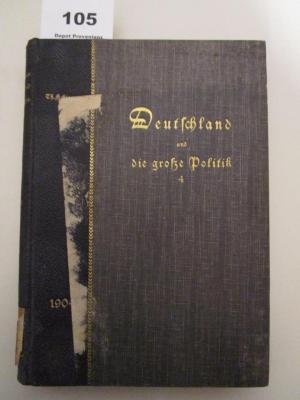 105
Depot Provenienz
Deutſchland
und
die große Politik
4
190